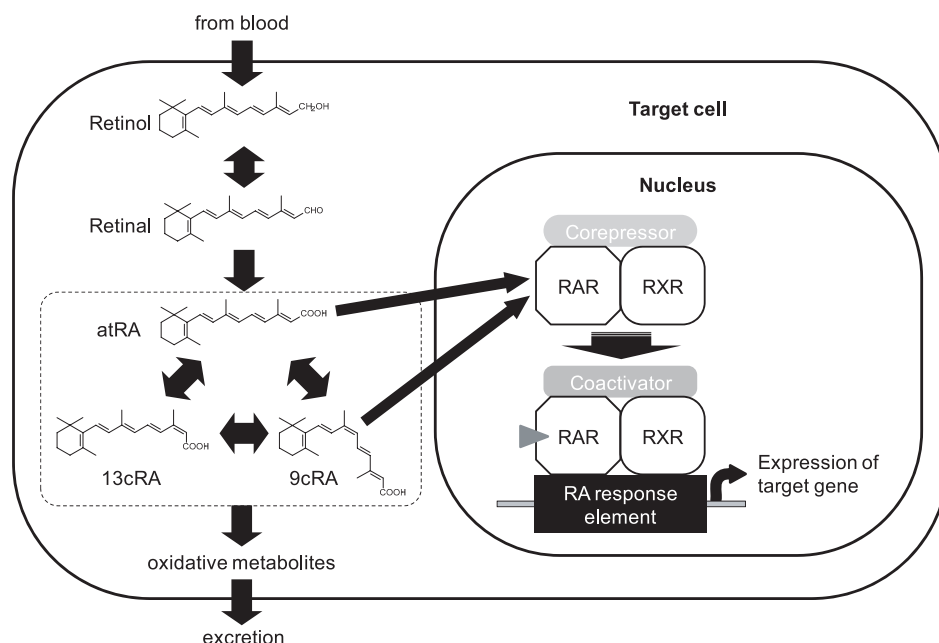 from blood
Target cell
Retinol
CH₂OH
Nucleus
Retinal
CHO
Corepressor
RAR
RXR
atRA
COOH
Coactivator
RAR
RXR
COOH
13cRA
9cRA
COOH
Expression of
target gene
RA response
element
oxidative metabolites
excretion